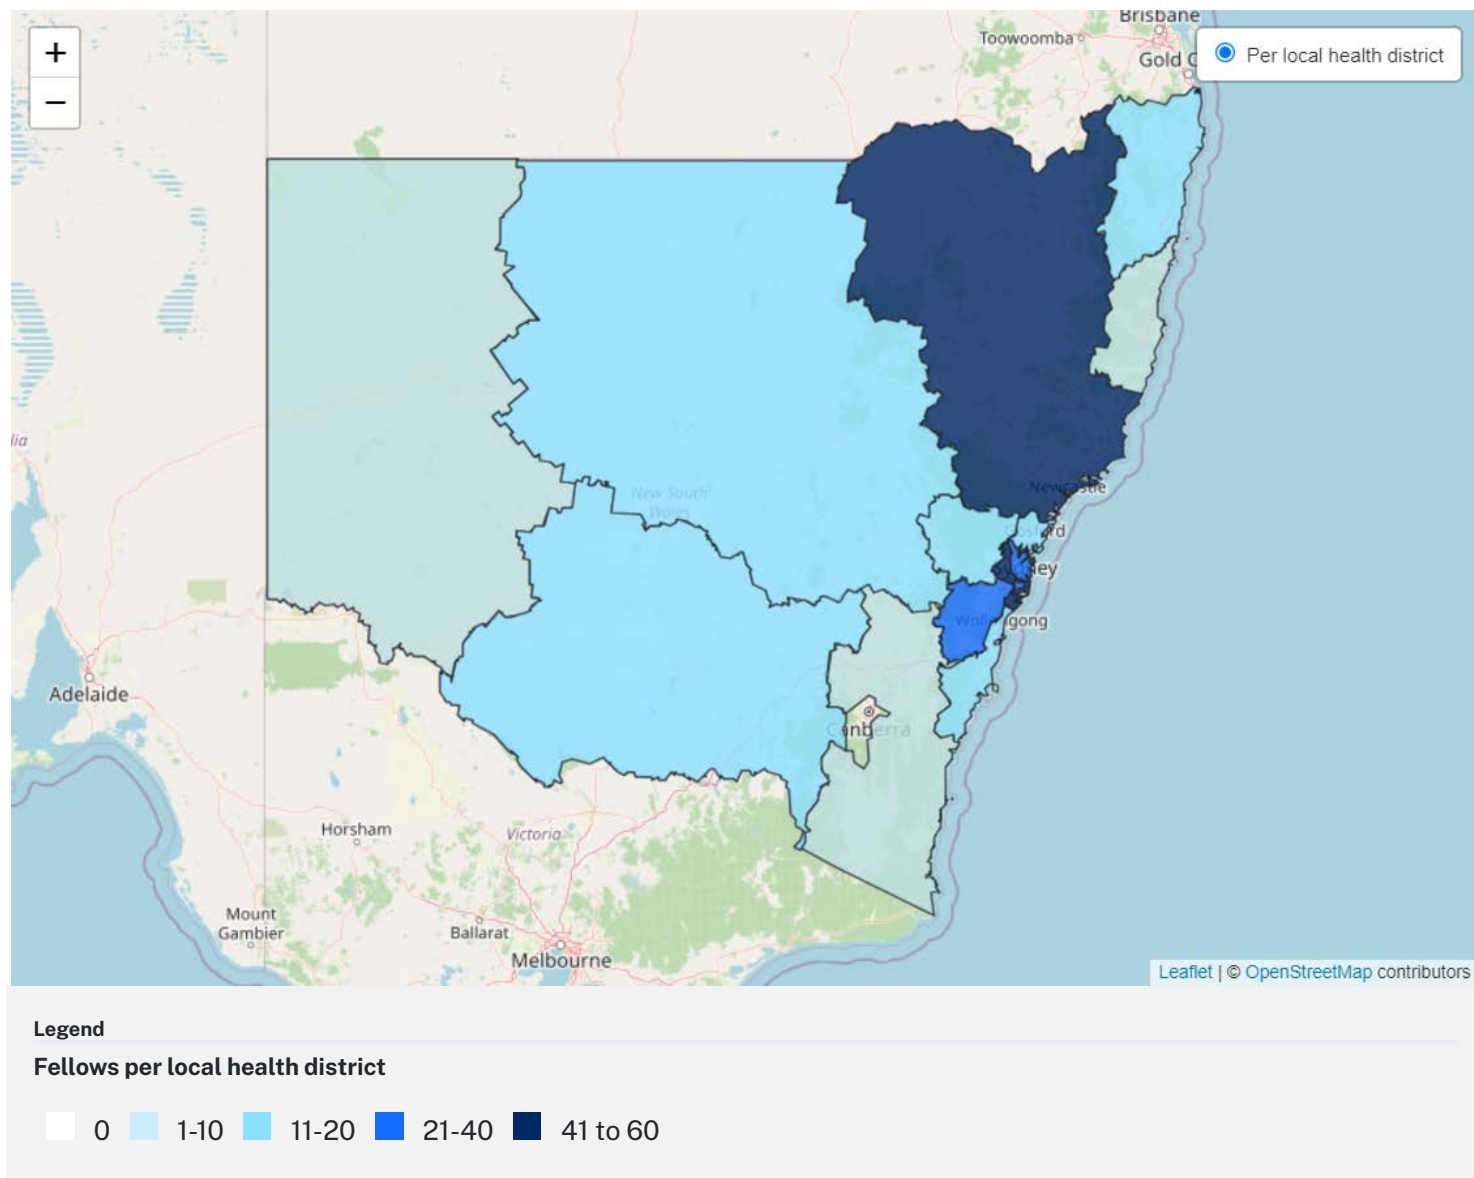 Brisbane
Toowoomba
Gold C
+
−
Per local health district
lia
New South
Wales
Newcastle
Gosford
Sydney
Wollongong
Adelaide
Canberra
Horsham
Victoria
Mount
Gambier
Ballarat
Melbourne
Leaflet | © OpenStreetMap contributors
Legend
Fellows per local health district
0
1-10
11-20
21-40
41 to 60